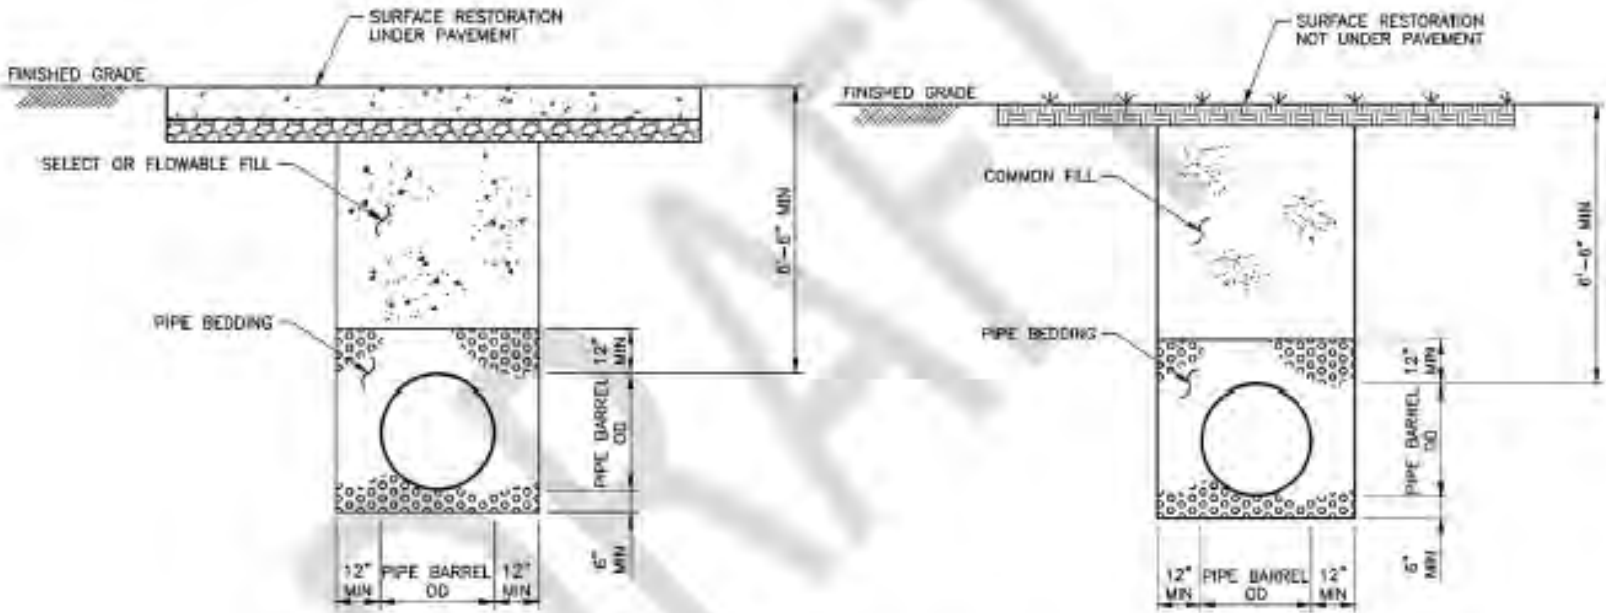 SURFACE RESTORATION
UNDER PAVEMENT
FINISHED GRADE
SELECT OR FLOWABLE FILL
PIPE BEDDING
6'-6" MIN
12"
MIN
PIPE BARREL
OD
6"
MIN
12"
MIN
PIPE BARREL
OD
12"
MIN
SURFACE RESTORATION
NOT UNDER PAVEMENT
FINISHED GRADE
COMMON FILL
PIPE BEDDING
6'-6" MIN
12"
MIN
PIPE BARREL
OD
6"
MIN
12"
MIN
PIPE BARREL
OD
12"
MIN
DRAFT